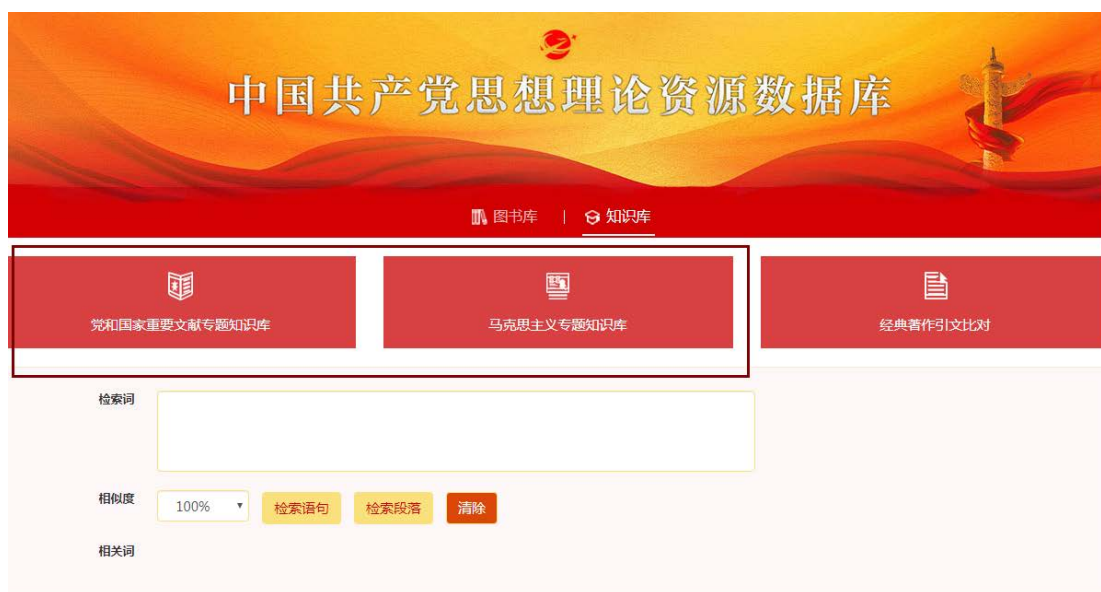 中国共产党思想理论资源数据库
图书库 | 知识库
党和国家重要文献专题知识库
马克思主义专题知识库
经典著作引文比对
检索词
相似度 100% 检索语句 检索段落 清除
相关词